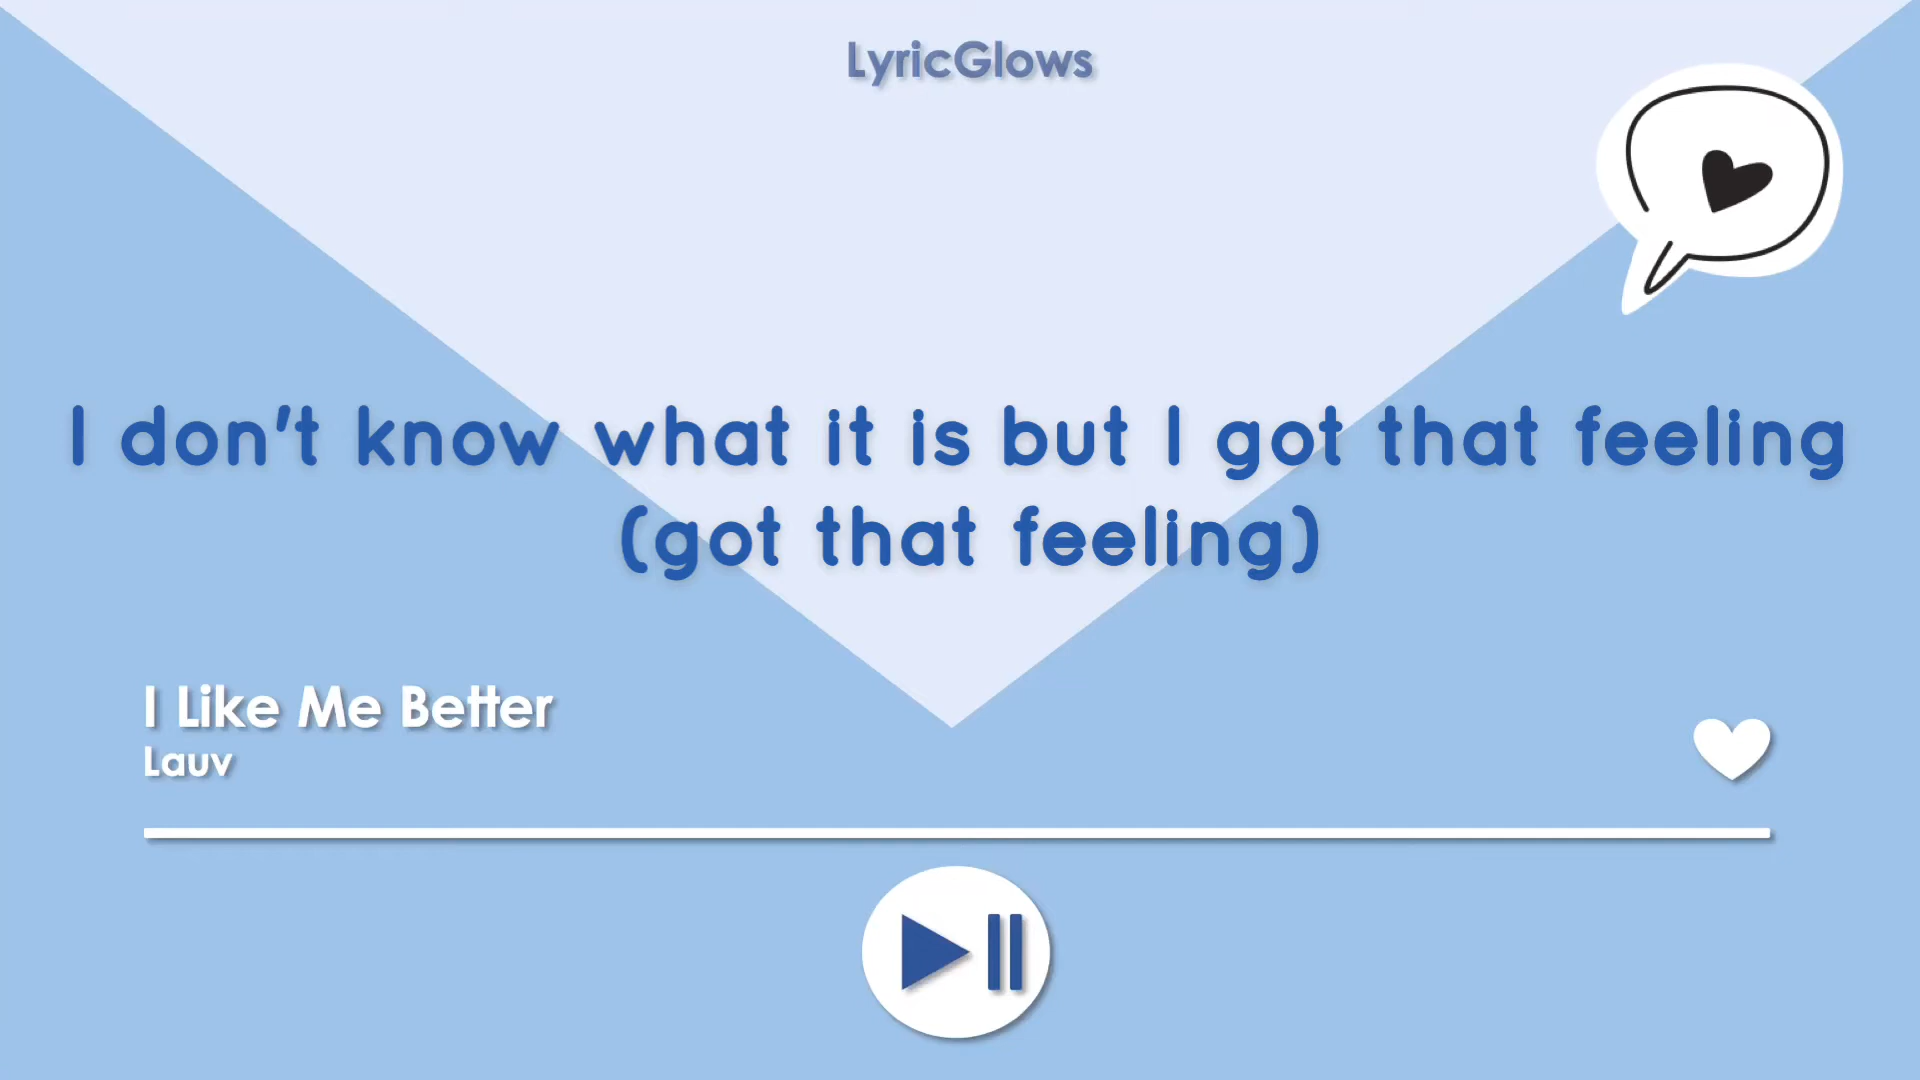 LyricGlows
I don't know what it is but I got that feeling
(got that feeling)
I Like Me Better
Lauv